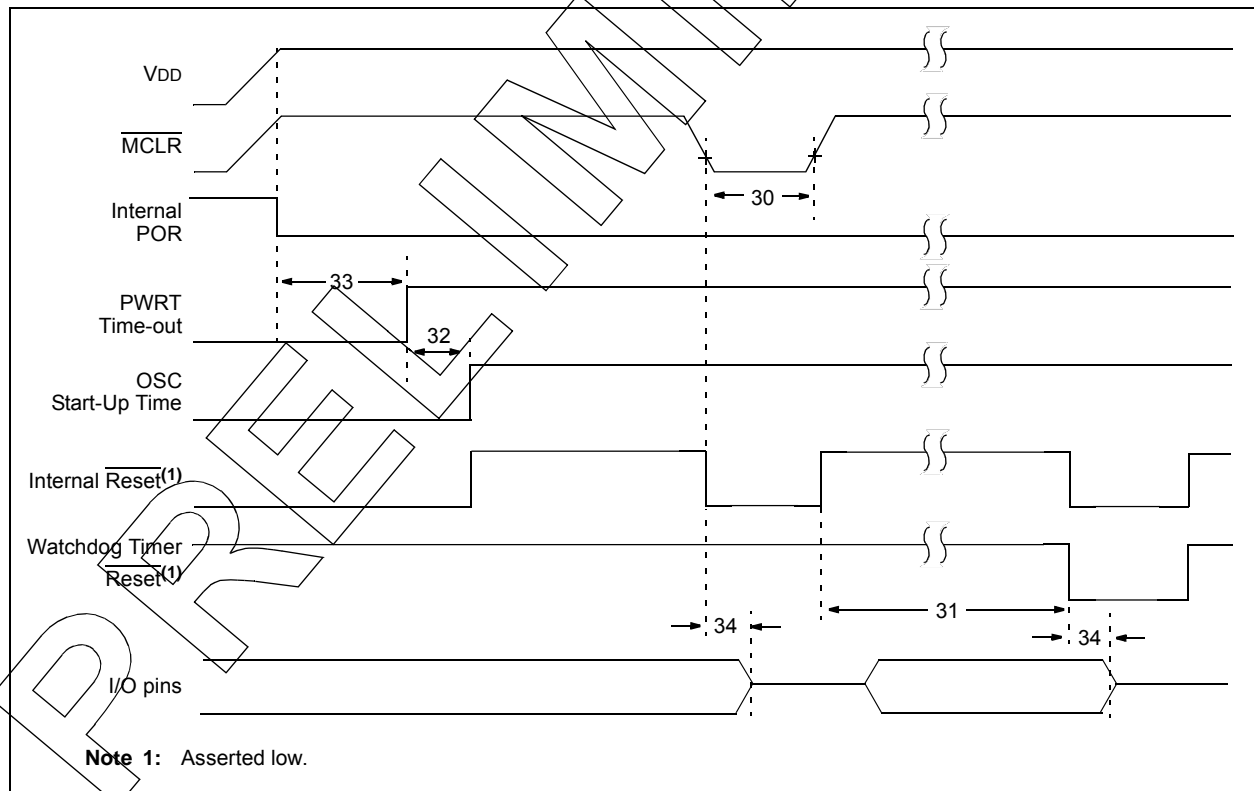 VDD
MCLR
30
Internal
POR
33
PWRT
Time-out
32
OSC
Start-Up Time
Internal Reset(1)
Watchdog Timer
Reset(1)
31
34
34
I/O pins
Note 1: Asserted low.
PRELIM